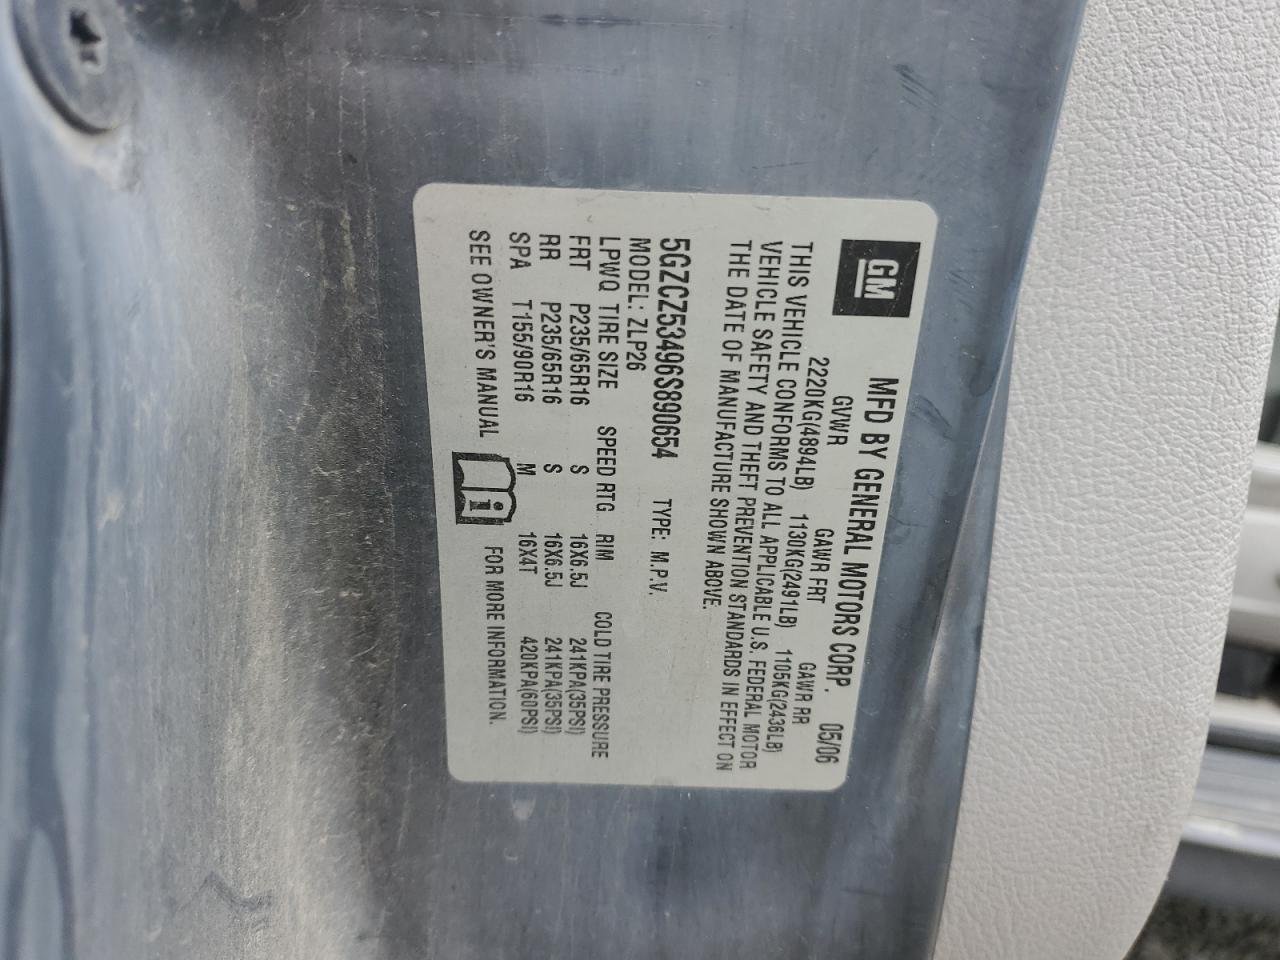 GM
MFD BY GENERAL MOTORS CORP. 05/06
GVWR GAWR FRT GAWR RR
2220KG(4894LB) 1130KG(2491LB) 1105KG(2436LB)
THIS VEHICLE CONFORMS TO ALL APPLICABLE U.S. FEDERAL MOTOR
VEHICLE SAFETY AND THEFT PREVENTION STANDARDS IN EFFECT ON
THE DATE OF MANUFACTURE SHOWN ABOVE.
5GZCZ53496S890654 TYPE: M.P.V.
MODEL: ZLP26
LPWQ TIRE SIZE SPEED RTG RIM COLD TIRE PRESSURE
FRT P235/65R16 S 16X6.5J 241KPA(35PSI)
RR P235/65R16 S 16X6.5J 241KPA(35PSI)
SPA T155/90R16 M 16X4T 420KPA(60PSI)
SEE OWNER'S MANUAL i FOR MORE INFORMATION.